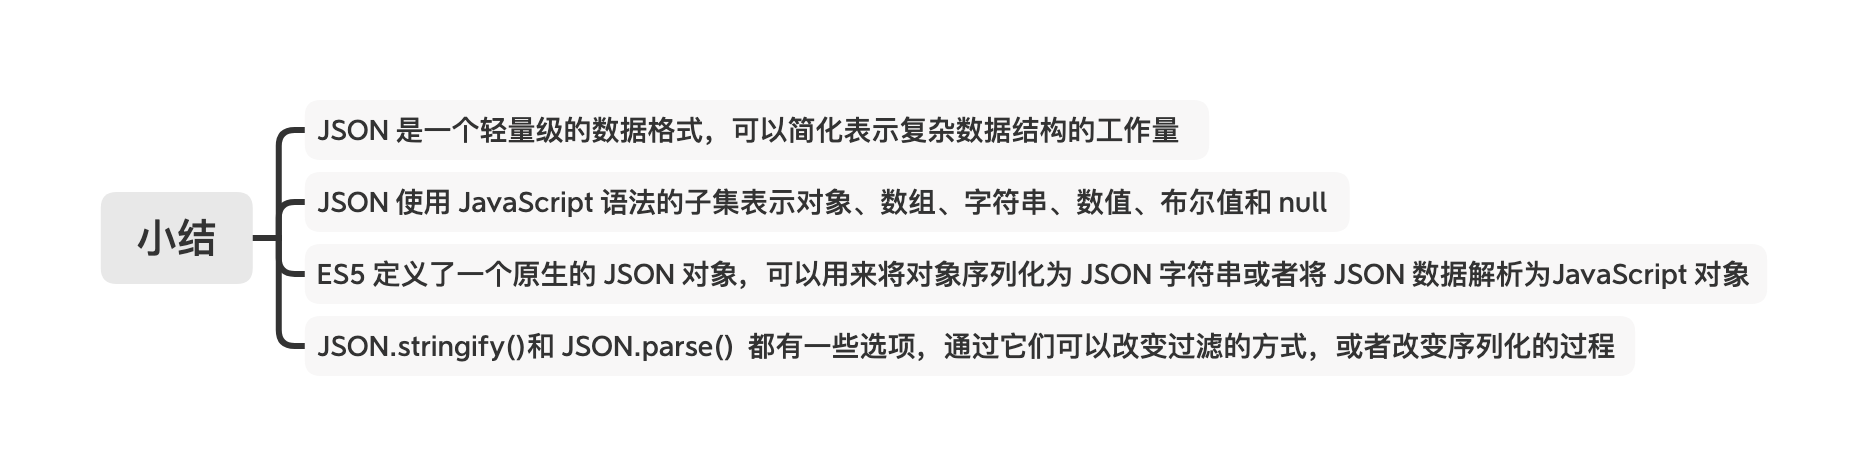 小结
JSON 是一个轻量级的数据格式，可以简化表示复杂数据结构的工作量
JSON 使用 JavaScript 语法的子集表示对象、数组、字符串、数值、布尔值和 null
ES5 定义了一个原生的 JSON 对象，可以用来将对象序列化为 JSON 字符串或者将 JSON 数据解析为JavaScript 对象
JSON.stringify()和 JSON.parse()  都有一些选项，通过它们可以改变过滤的方式，或者改变序列化的过程